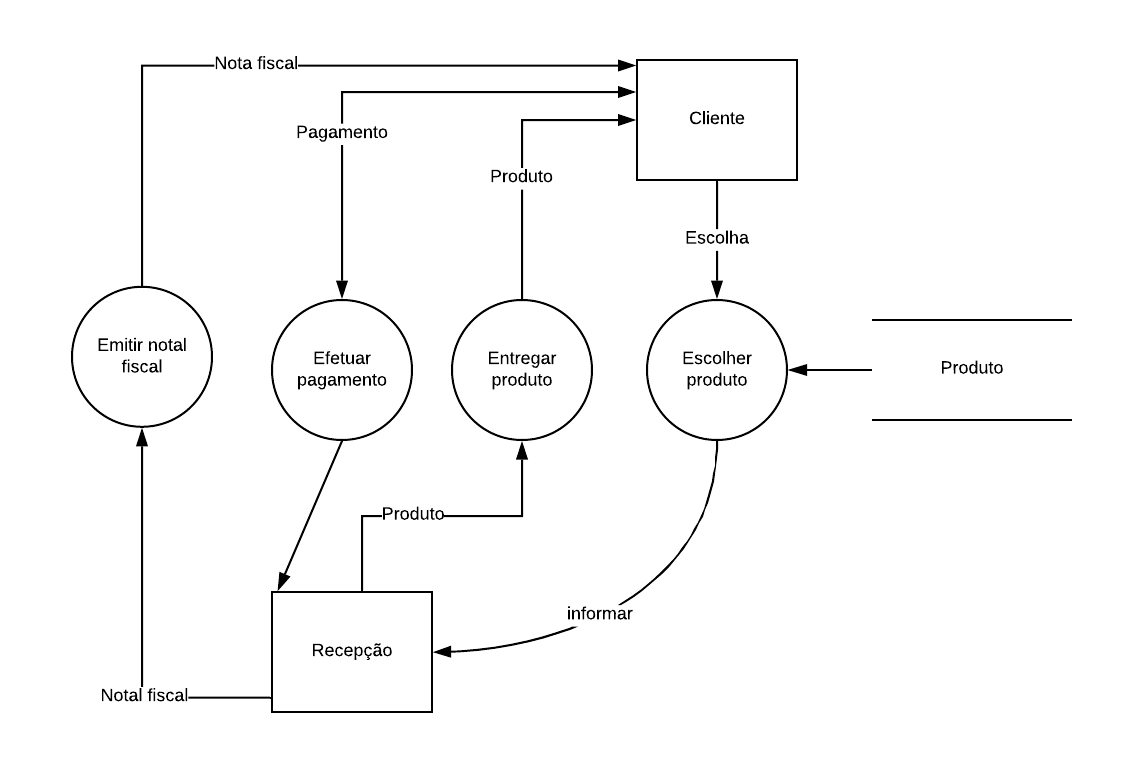 Nota fiscal
Cliente
Pagamento
Produto
Escolha
Emitir notal
fiscal
Efetuar
pagamento
Entregar
produto
Escolher
produto
Produto
Produto
informar
Recepção
Notal fiscal